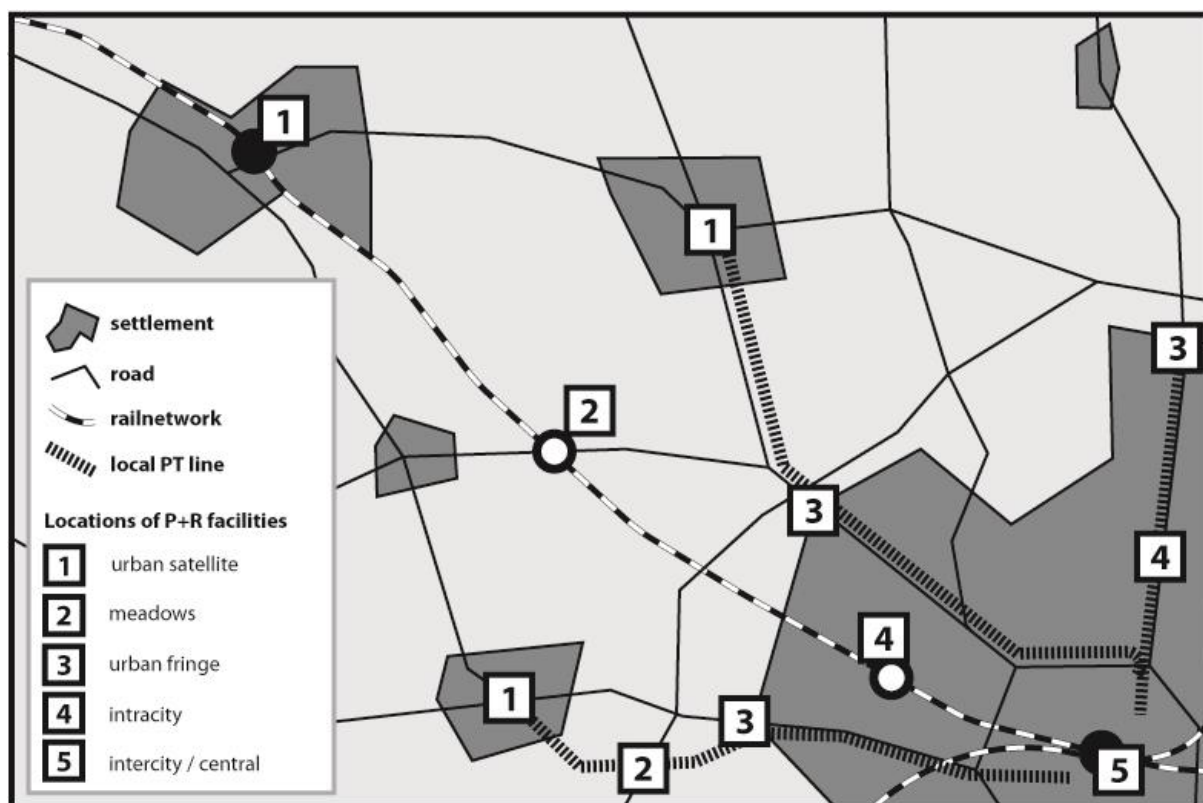 1
1
3
2
3
4
4
1
3
2
5
settlement
road
railnetwork
local PT line
Locations of P+R facilities
1 urban satellite
2 meadows
3 urban fringe
4 intracity
5 intercity / central